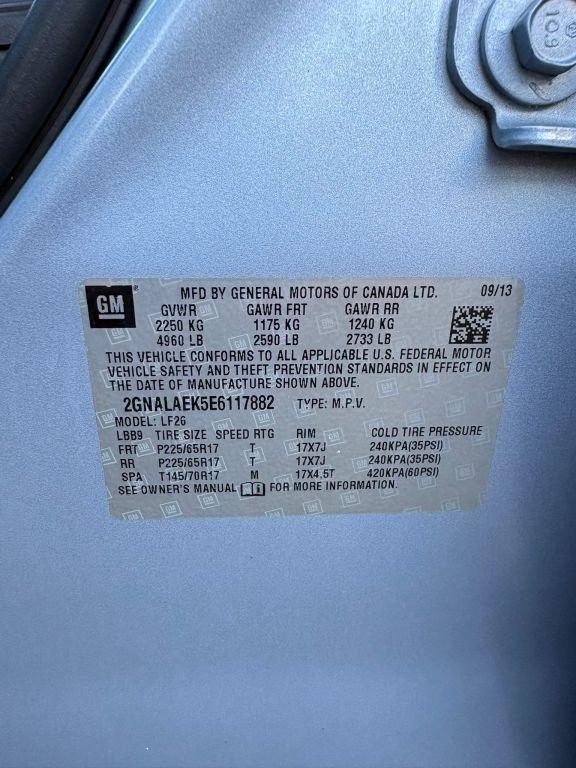 10.9
GM ® MFD BY GENERAL MOTORS OF CANADA LTD. 09/13
GVWR GAWR FRT GAWR RR
2250 KG 1175 KG 1240 KG
4960 LB 2590 LB 2733 LB
THIS VEHICLE CONFORMS TO ALL APPLICABLE U.S. FEDERAL MOTOR
VEHICLE SAFETY AND THEFT PREVENTION STANDARDS IN EFFECT ON
THE DATE OF MANUFACTURE SHOWN ABOVE.
2GNALAEK5E6117882 TYPE: M.P.V.
MODEL: LF26
LBB9 TIRE SIZE SPEED RTG RIM COLD TIRE PRESSURE
FRT P225/65R17 T 17X7J 240KPA(35PSI)
RR P225/65R17 T 17X7J 240KPA(35PSI)
SPA T145/70R17 M 17X4.5T 420KPA(60PSI)
SEE OWNER'S MANUAL FOR MORE INFORMATION.